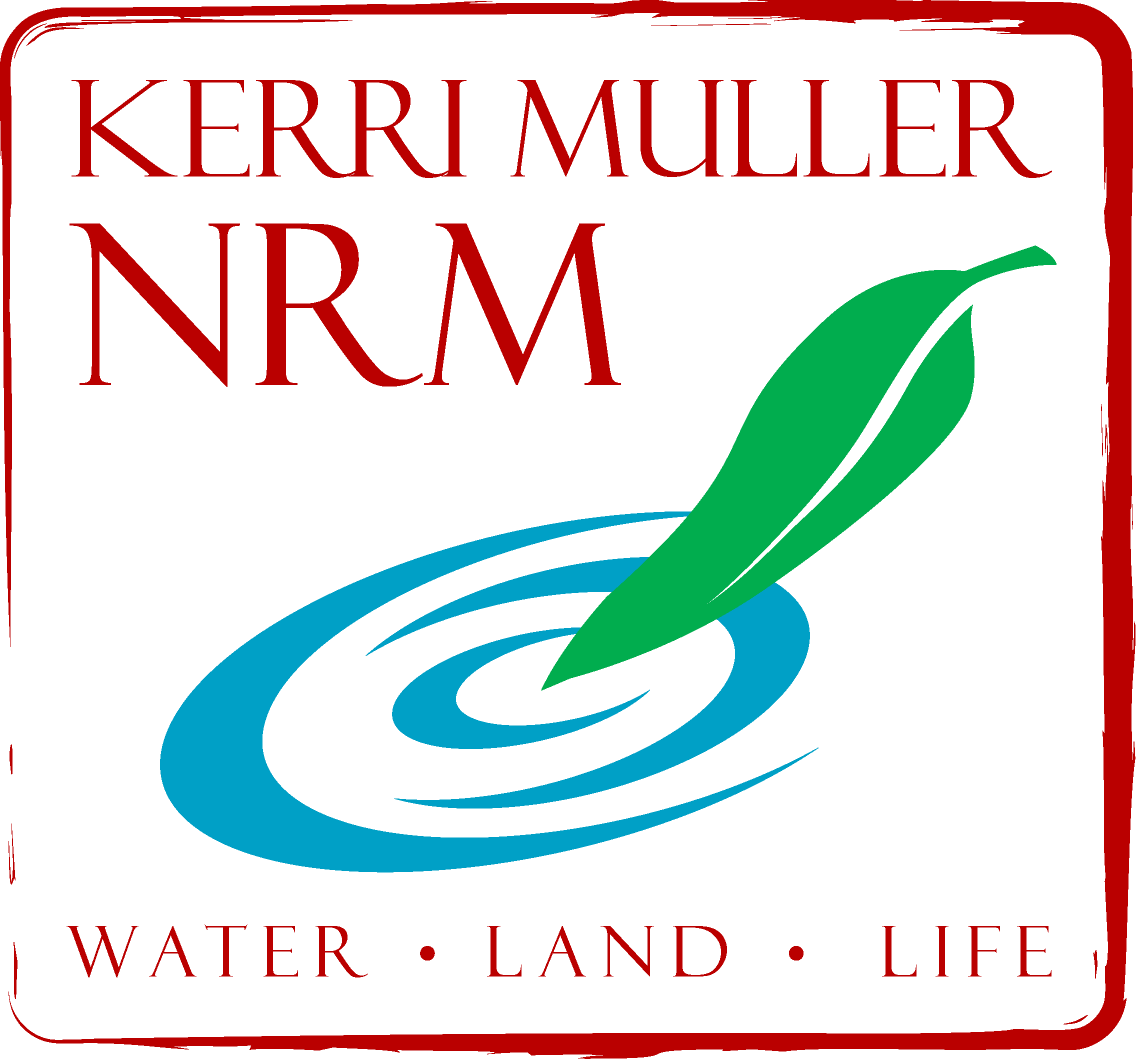 KERRI MULLER
NRM
WATER • LAND • LIFE